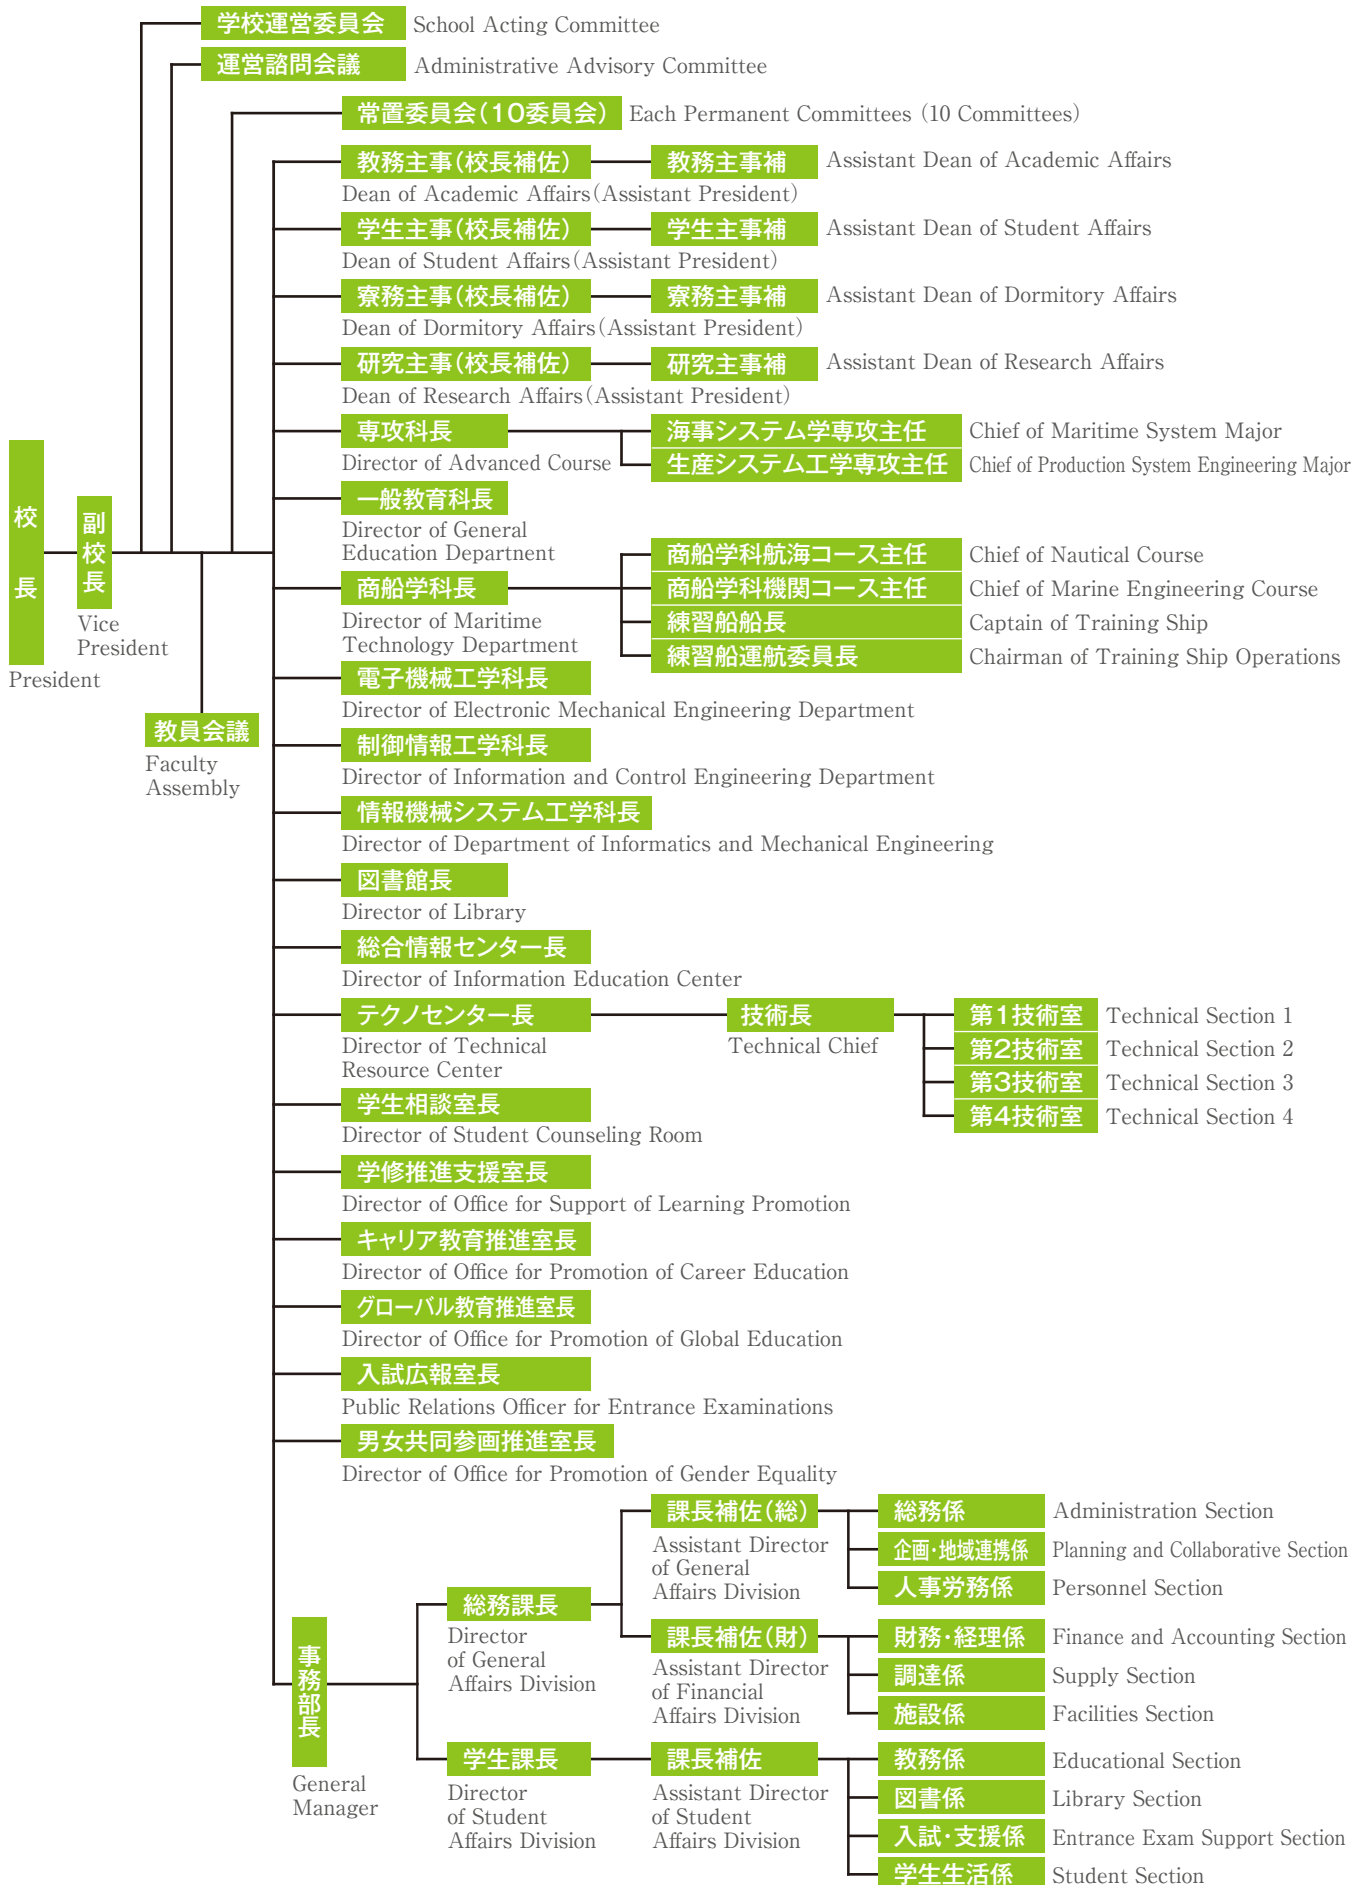 学校運営委員会 School Acting Committee
運営諮問会議 Administrative Advisory Committee
常置委員会（10委員会） Each Permanent Committees (10 Committees)
教務主事（校長補佐） 教務主事補 Assistant Dean of Academic Affairs
Dean of Academic Affairs（Assistant President）
学生主事（校長補佐） 学生主事補 Assistant Dean of Student Affairs
Dean of Student Affairs（Assistant President）
寮務主事（校長補佐） 寮務主事補 Assistant Dean of Dormitory Affairs
Dean of Dormitory Affairs（Assistant President）
研究主事（校長補佐） 研究主事補 Assistant Dean of Research Affairs
Dean of Research Affairs（Assistant President）
専攻科長 海事システム学専攻主任 Chief of Maritime System Major
Director of Advanced Course 生産システム工学専攻主任 Chief of Production System Engineering Major
一般教育科長
Director of General
Education Departnent
校長
President
副校長
Vice
President
教員会議
Faculty
Assembly
商船学科長
Director of Maritime
Technology Department
商船学科航海コース主任 Chief of Nautical Course
商船学科機関コース主任 Chief of Marine Engineering Course
練習船船長 Captain of Training Ship
練習船運航委員長 Chairman of Training Ship Operations
電子機械工学科長
Director of Electronic Mechanical Engineering Department
制御情報工学科長
Director of Information and Control Engineering Department
情報機械システム工学科長
Director of Department of Informatics and Mechanical Engineering
図書館長
Director of Library
総合情報センター長
Director of Information Education Center
テクノセンター長
Director of Technical
Resource Center
技術長
Technical Chief
第1技術室 Technical Section 1
第2技術室 Technical Section 2
第3技術室 Technical Section 3
第4技術室 Technical Section 4
学生相談室長
Director of Student Counseling Room
学修推進支援室長
Director of Office for Support of Learning Promotion
キャリア教育推進室長
Director of Office for Promotion of Career Education
グローバル教育推進室長
Director of Office for Promotion of Global Education
入試広報室長
Public Relations Officer for Entrance Examinations
男女共同参画推進室長
Director of Office for Promotion of Gender Equality
事務部長
General
Manager
総務課長
Director
of General
Affairs Division
課長補佐（総）
Assistant Director
of General
Affairs Division
総務係 Administration Section
企画・地域連携係 Planning and Collaborative Section
人事労務係 Personnel Section
課長補佐（財）
Assistant Director
of Financial
Affairs Division
財務・経理係 Finance and Accounting Section
調達係 Supply Section
施設係 Facilities Section
学生課長
Director
of Student
Affairs Division
課長補佐
Assistant Director
of Student
Affairs Division
教務係 Educational Section
図書係 Library Section
入試・支援係 Entrance Exam Support Section
学生生活係 Student Section